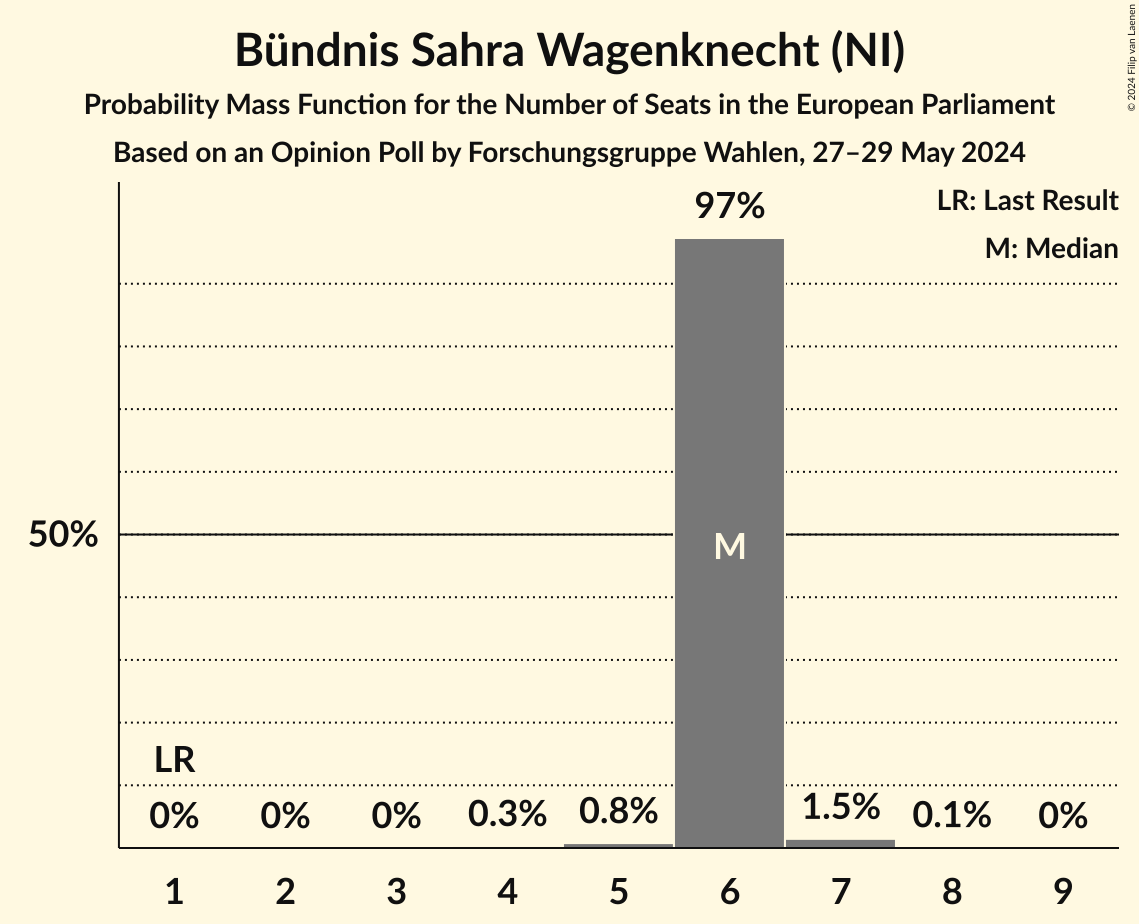 Bündnis Sahra Wagenknecht (NI)
Probability Mass Function for the Number of Seats in the European Parliament
Based on an Opinion Poll by Forschungsgruppe Wahlen, 27–29 May 2024
© 2024 Filip van Laenen
LR: Last Result
M: Median
97%
50%
M
LR
0% 0% 0% 0.3% 0.8% 1.5% 0.1% 0%
1 2 3 4 5 6 7 8 9